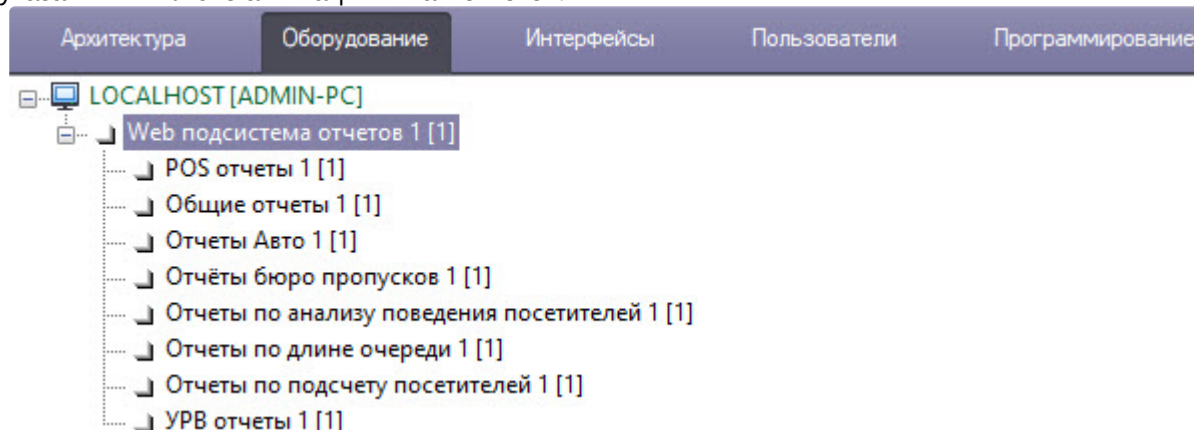 Архитектура Оборудование Интерфейсы Пользователи Программирование
LOCALHOST [ADMIN-PC]
Web подсистема отчетов 1 [1]
POS отчеты 1 [1]
Общие отчеты 1 [1]
Отчеты Авто 1 [1]
Отчёты бюро пропусков 1 [1]
Отчеты по анализу поведения посетителей 1 [1]
Отчеты по длине очереди 1 [1]
Отчеты по подсчету посетителей 1 [1]
УРВ отчеты 1 [1]